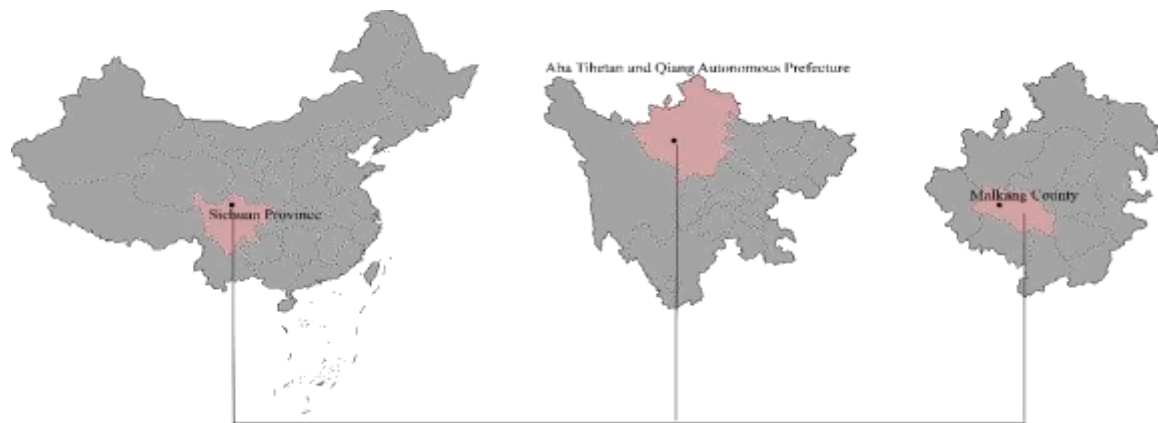 Aba Tibetan and Qiang Autonomous Prefecture
Sichuan Province
Malkang County